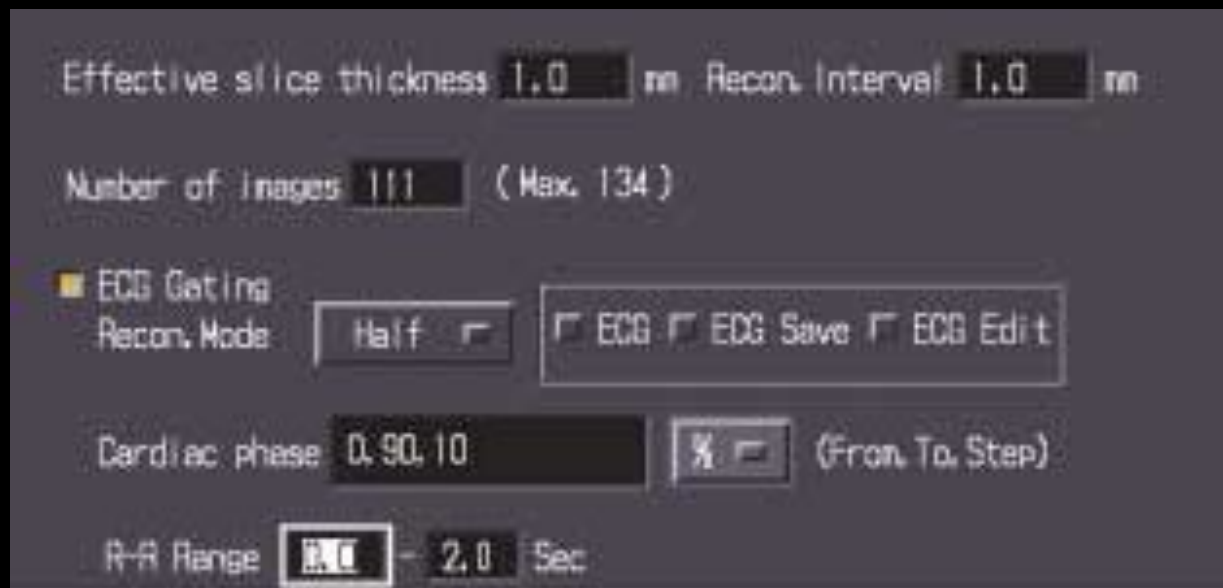 Effective slice thickness 1.0 mm Recon. Interval 1.0 mm
Number of images 111 (Max. 134)
ECG Gating
Recon. Mode Half ECG ECG Save ECG Edit
Cardiac phase 0.90.10 % (From.To.Step)
R-R Range 0.0 - 2.0 Sec